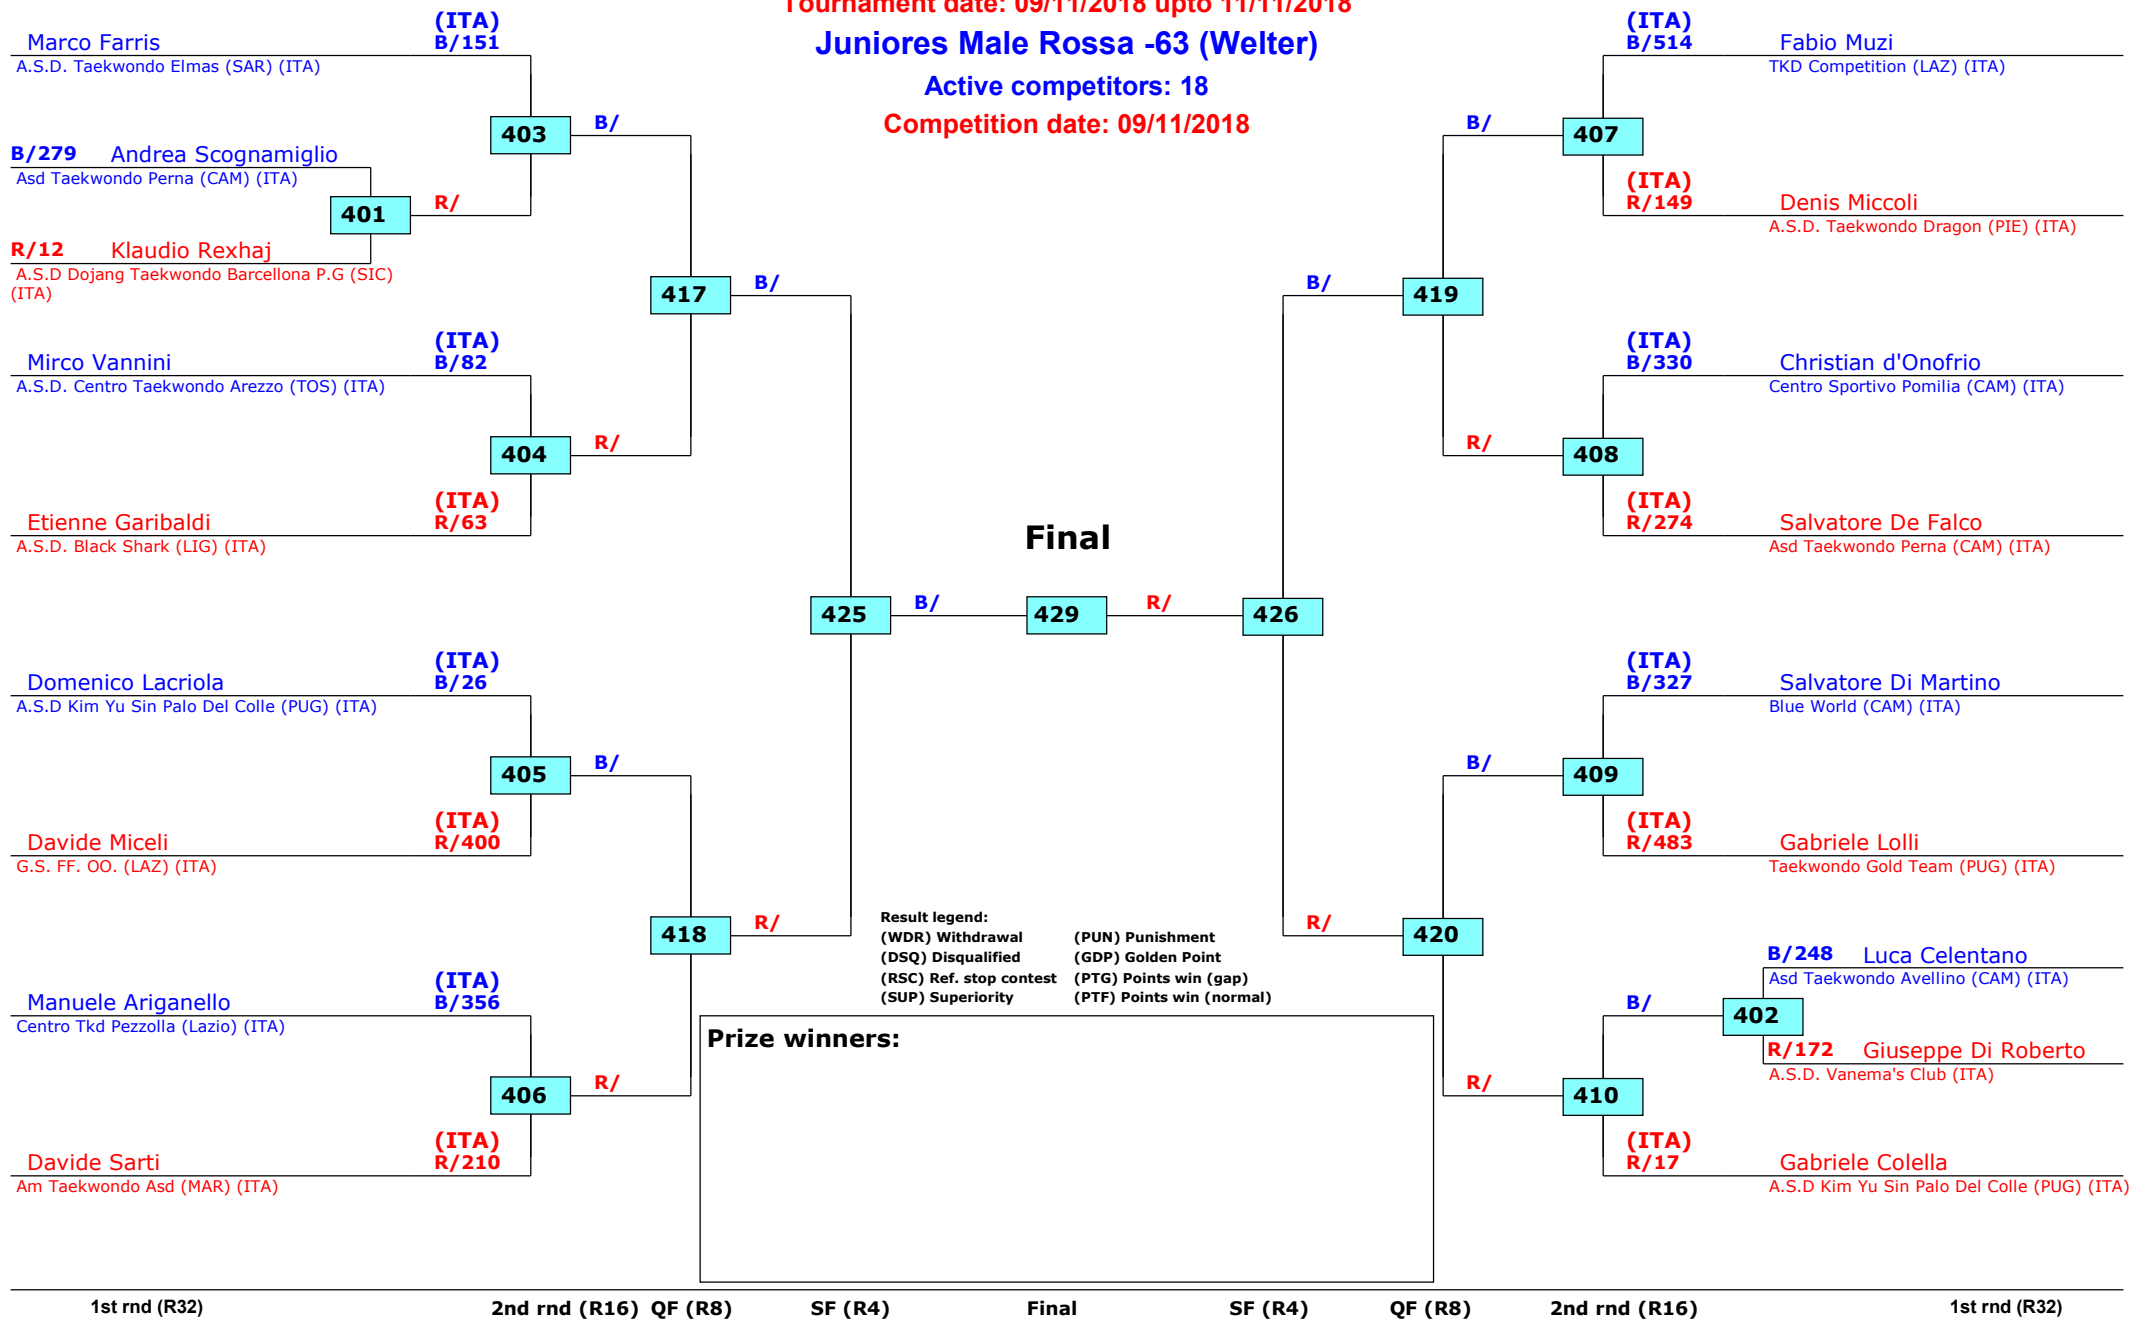 Tournament date: 09/11/2018 upto 11/11/2018
Juniores Male Rossa -63 (Welter)
Active competitors: 18
Competition date: 09/11/2018
(ITA)
Marco Farris B/151
A.S.D. Taekwondo Elmas (SAR) (ITA)
403 B/
B/279 Andrea Scognamiglio
Asd Taekwondo Perna (CAM) (ITA)
401 R/
R/12 Klaudio Rexhaj
A.S.D Dojang Taekwondo Barcellona P.G (SIC)
(ITA)
417 B/
(ITA)
Mirco Vannini B/82
A.S.D. Centro Taekwondo Arezzo (TOS) (ITA)
404 R/
(ITA)
Etienne Garibaldi R/63
A.S.D. Black Shark (LIG) (ITA)
425 B/
(ITA)
Domenico Lacriola B/26
A.S.D Kim Yu Sin Palo Del Colle (PUG) (ITA)
405 B/
(ITA)
Davide Miceli R/400
G.S. FF. OO. (LAZ) (ITA)
418 R/
(ITA)
Manuele Ariganello B/356
Centro Tkd Pezzolla (Lazio) (ITA)
406 R/
(ITA)
Davide Sarti R/210
Am Taekwondo Asd (MAR) (ITA)
Final
429
(ITA)
B/514 Fabio Muzi
TKD Competition (LAZ) (ITA)
B/ 407
(ITA)
R/149 Denis Miccoli
A.S.D. Taekwondo Dragon (PIE) (ITA)
B/ 419
(ITA)
B/330 Christian d'Onofrio
Centro Sportivo Pomilia (CAM) (ITA)
R/ 408
(ITA)
R/274 Salvatore De Falco
Asd Taekwondo Perna (CAM) (ITA)
R/ 426
(ITA)
B/327 Salvatore Di Martino
Blue World (CAM) (ITA)
B/ 409
(ITA)
R/483 Gabriele Lolli
Taekwondo Gold Team (PUG) (ITA)
R/ 420
B/248 Luca Celentano
Asd Taekwondo Avellino (CAM) (ITA)
B/ 402
R/172 Giuseppe Di Roberto
A.S.D. Vanema's Club (ITA)
R/ 410
(ITA)
R/17 Gabriele Colella
A.S.D Kim Yu Sin Palo Del Colle (PUG) (ITA)
Result legend:
(WDR) Withdrawal (PUN) Punishment
(DSQ) Disqualified (GDP) Golden Point
(RSC) Ref. stop contest (PTG) Points win (gap)
(SUP) Superiority (PTF) Points win (normal)
Prize winners:
1st rnd (R32) 2nd rnd (R16) QF (R8) SF (R4) Final SF (R4) QF (R8) 2nd rnd (R16) 1st rnd (R32)